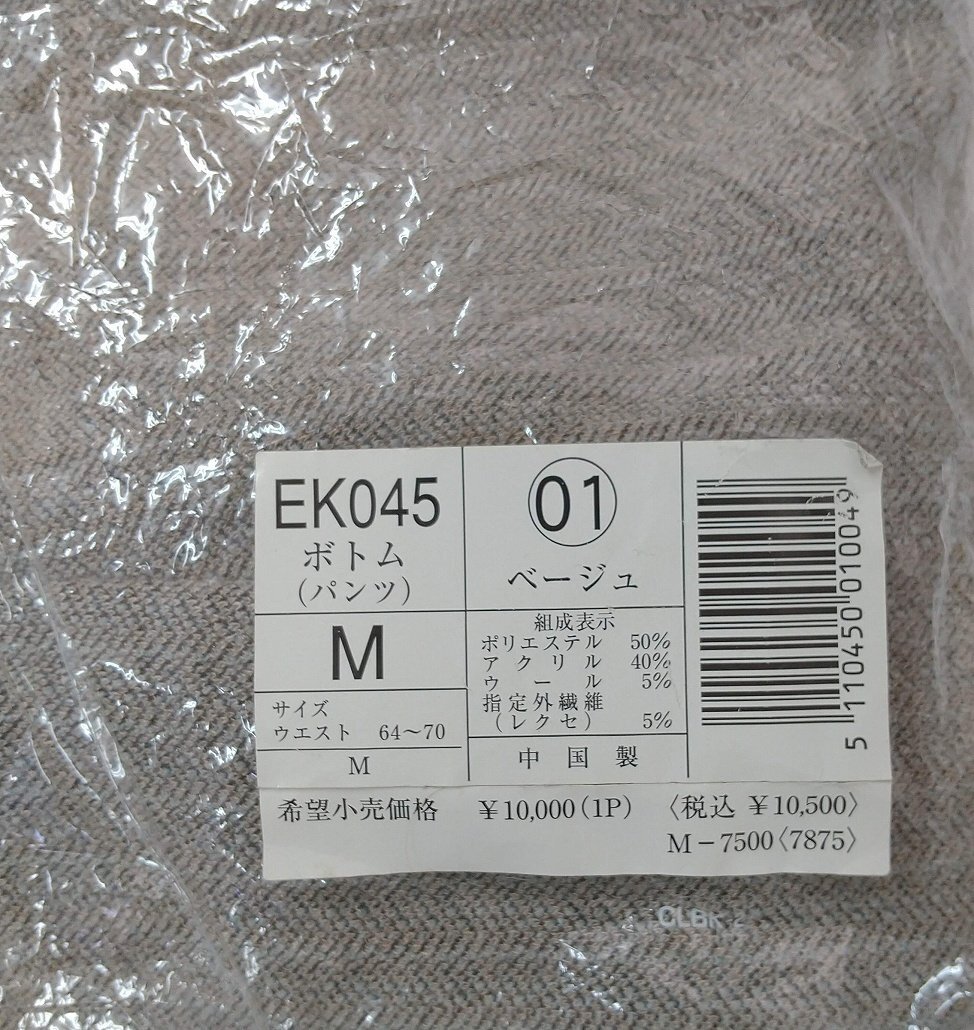 EK045
ボトム
(パンツ)
M
サイズ
ウエスト 64〜70
M
01
ベージュ
組成表示
ポリエステル 50%
アクリル 40%
ウール 5%
指定外繊維
(レクセ) 5%
中国製
5 110450 010049
希望小売価格 ¥10,000(1P) 〈税込 ¥10,500〉
M-7500〈7875〉